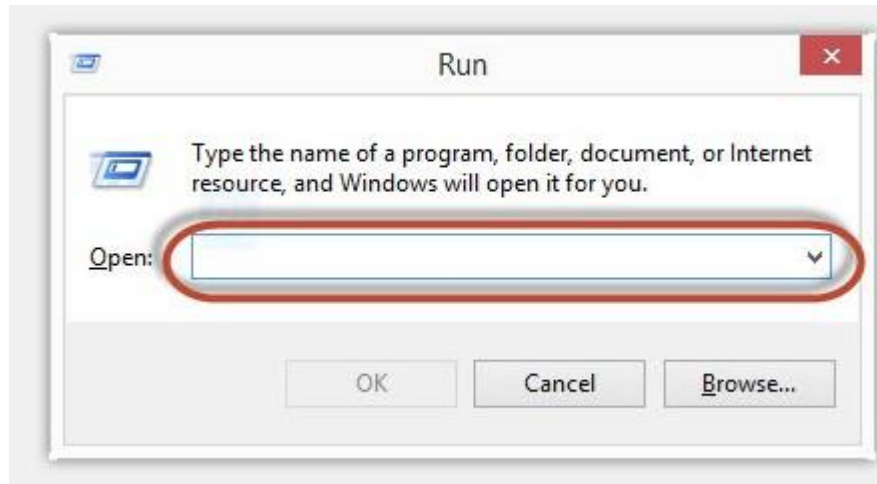 Run
Type the name of a program, folder, document, or Internet
resource, and Windows will open it for you.
Open:
OK Cancel Browse...